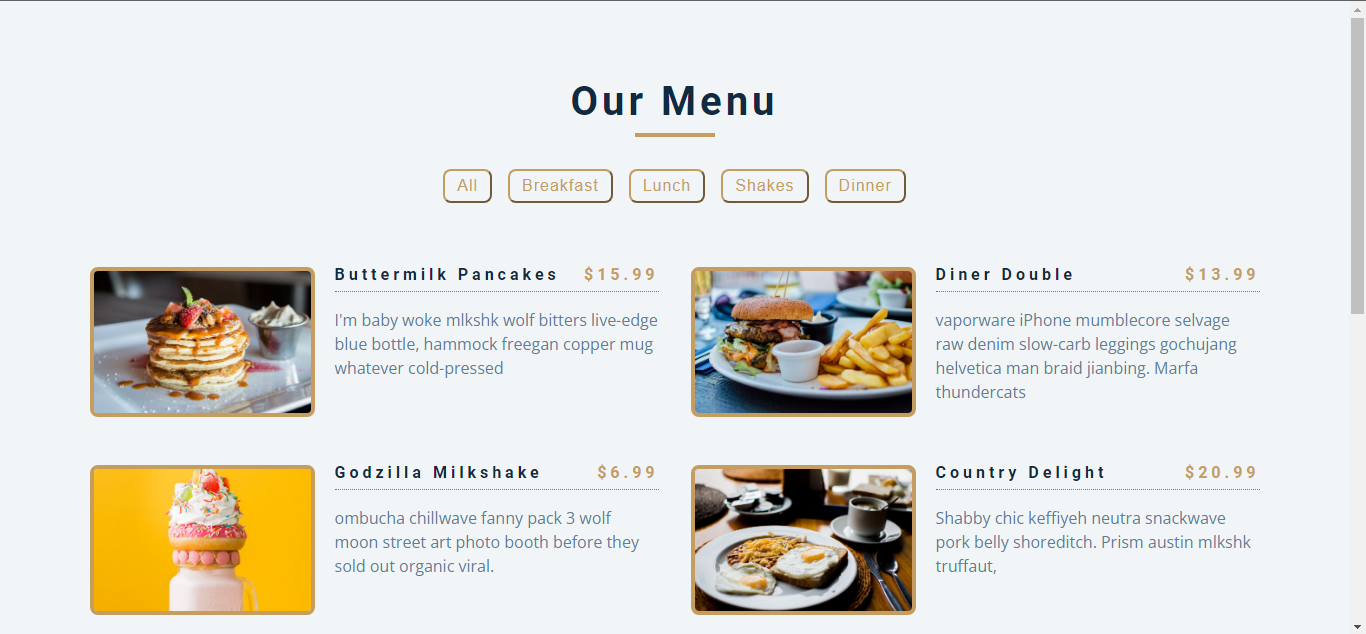 Our Menu
All Breakfast Lunch Shakes Dinner
Buttermilk Pancakes $15.99
I'm baby woke mlkshk wolf bitters live-edge
blue bottle, hammock freegan copper mug
whatever cold-pressed
Diner Double $13.99
vaporware iPhone mumblecore selvage
raw denim slow-carb leggings gochujang
helvetica man braid jianbing. Marfa
thundercats
Godzilla Milkshake $6.99
ombucha chillwave fanny pack 3 wolf
moon street art photo booth before they
sold out organic viral.
Country Delight $20.99
Shabby chic keffiyeh neutra snackwave
pork belly shoreditch. Prism austin mlkshk
truffaut,